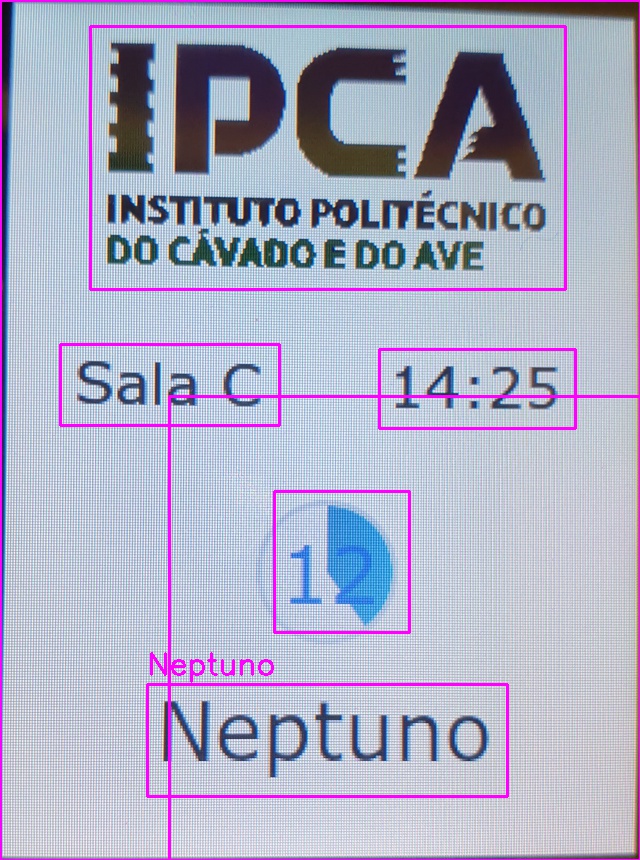 IPCA
INSTITUTO POLITÉCNICO
DO CÁVADO E DO AVE
Sala C
14:25
12
Neptuno
Neptuno